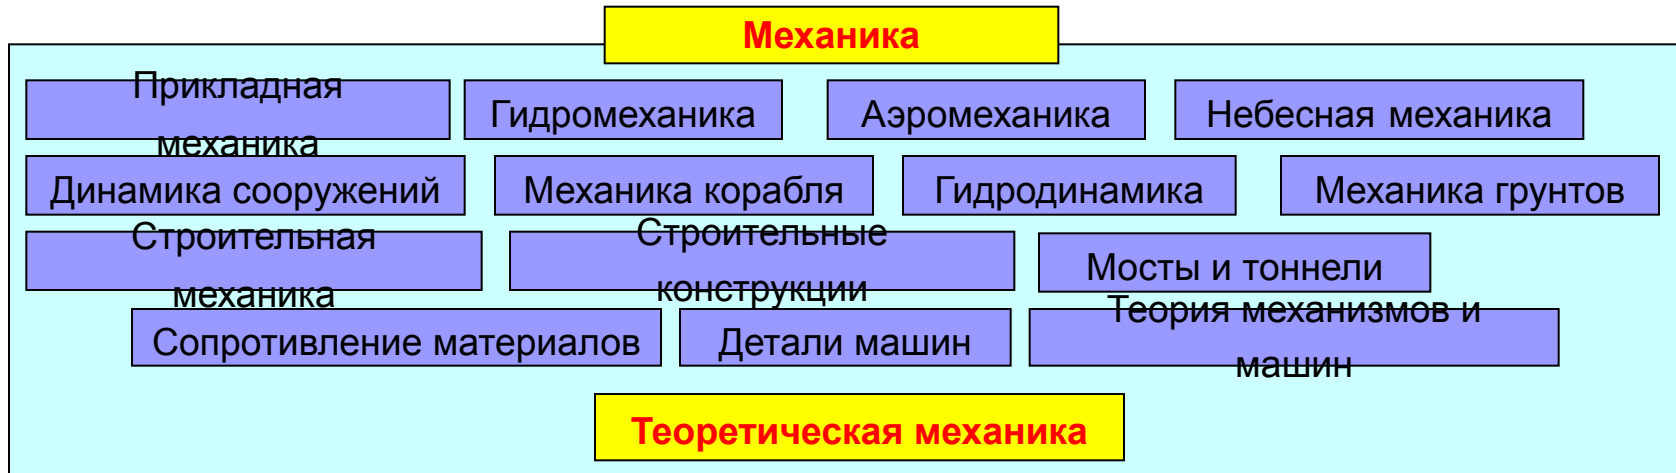 Механика
Прикладная
механика
Гидромеханика
Аэромеханика
Небесная механика
Динамика сооружений
Механика корабля
Гидродинамика
Механика грунтов
Строительная
механика
Строительные
конструкции
Мосты и тоннели
Сопротивление материалов
Детали машин
Теория механизмов и
машин
Теоретическая механика